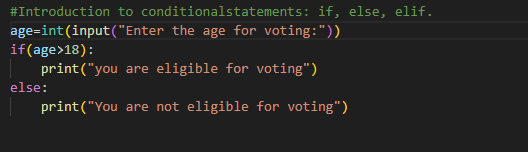 #Introduction to conditionalstatements: if, else, elif.
age=int(input("Enter the age for voting:"))
if(age>18):
    print("you are eligible for voting")
else:
    print("You are not eligible for voting")